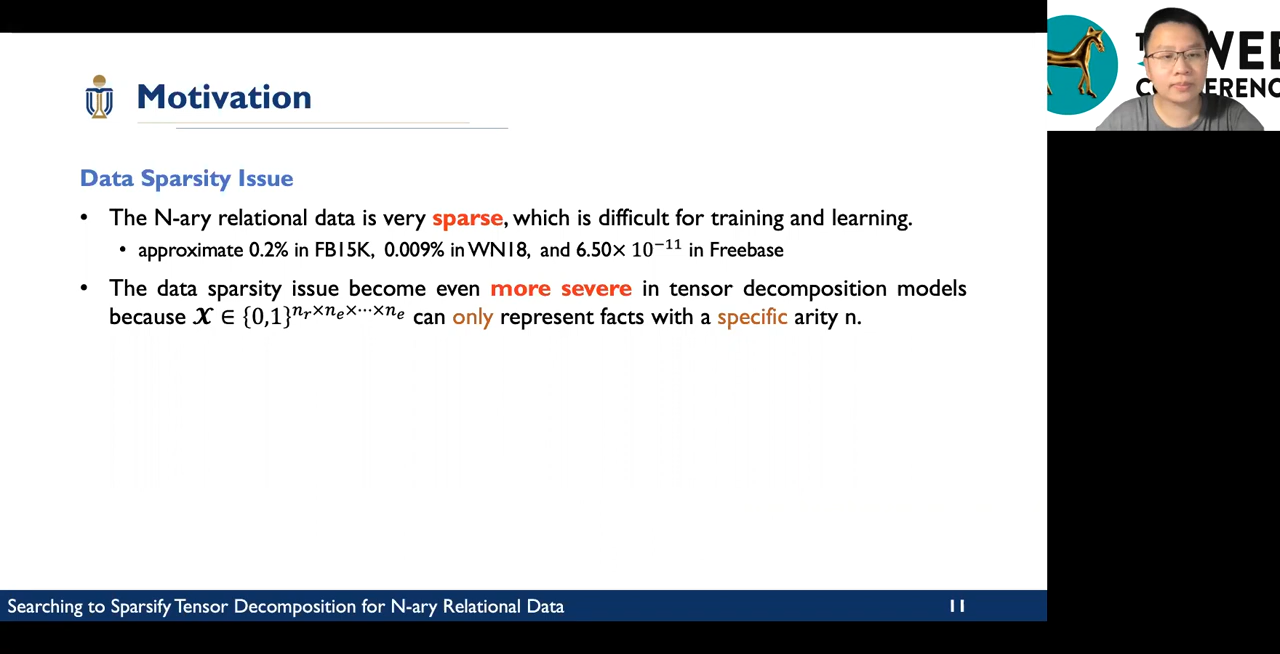 Motivation
Data Sparsity Issue
• The N-ary relational data is very sparse, which is difficult for training and learning.
• approximate 0.2% in FB15K, 0.009% in WN18, and 6.50× 10⁻¹¹ in Freebase
• The data sparsity issue become even more severe in tensor decomposition models
because 𝓧 ∈ {0,1}^{n_r×n_e×⋯×n_e} can only represent facts with a specific arity n.
Searching to Sparsify Tensor Decomposition for N-ary Relational Data
11